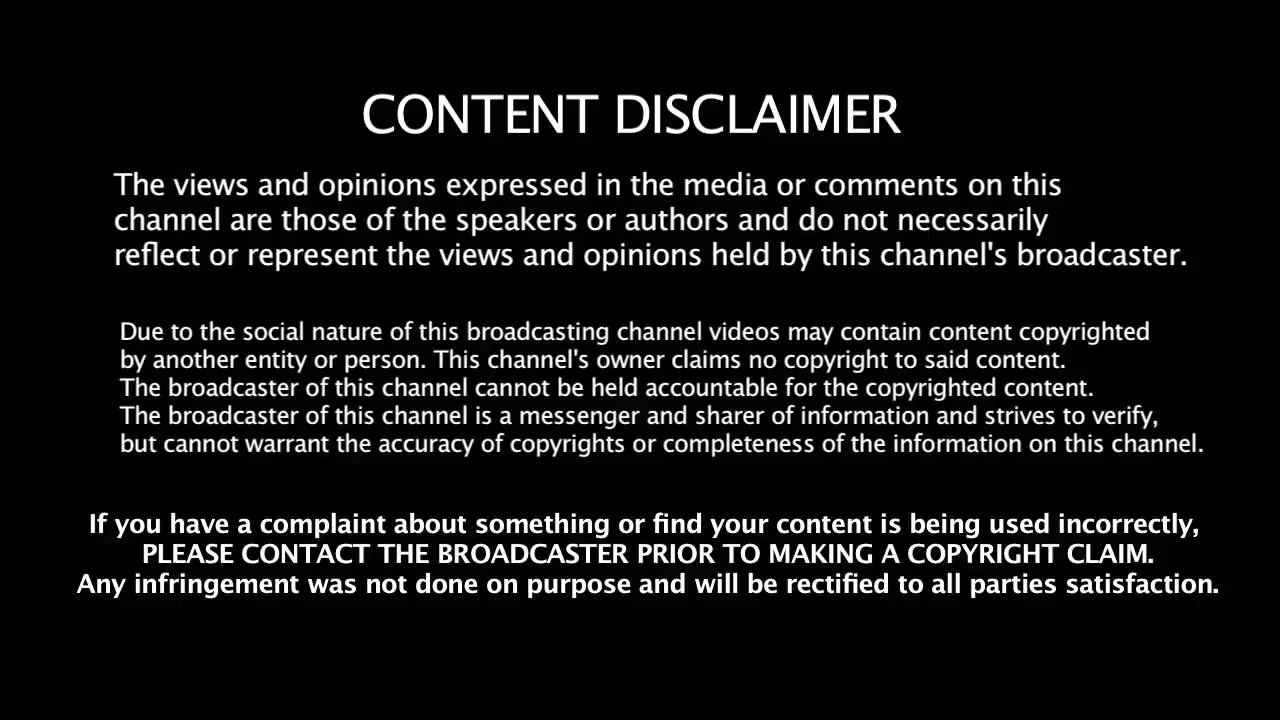 CONTENT DISCLAIMER
The views and opinions expressed in the media or comments on this
channel are those of the speakers or authors and do not necessarily
reflect or represent the views and opinions held by this channel's broadcaster.
Due to the social nature of this broadcasting channel videos may contain content copyrighted
by another entity or person. This channel's owner claims no copyright to said content.
The broadcaster of this channel cannot be held accountable for the copyrighted content.
The broadcaster of this channel is a messenger and sharer of information and strives to verify,
but cannot warrant the accuracy of copyrights or completeness of the information on this channel.
If you have a complaint about something or find your content is being used incorrectly,
PLEASE CONTACT THE BROADCASTER PRIOR TO MAKING A COPYRIGHT CLAIM.
Any infringement was not done on purpose and will be rectified to all parties satisfaction.